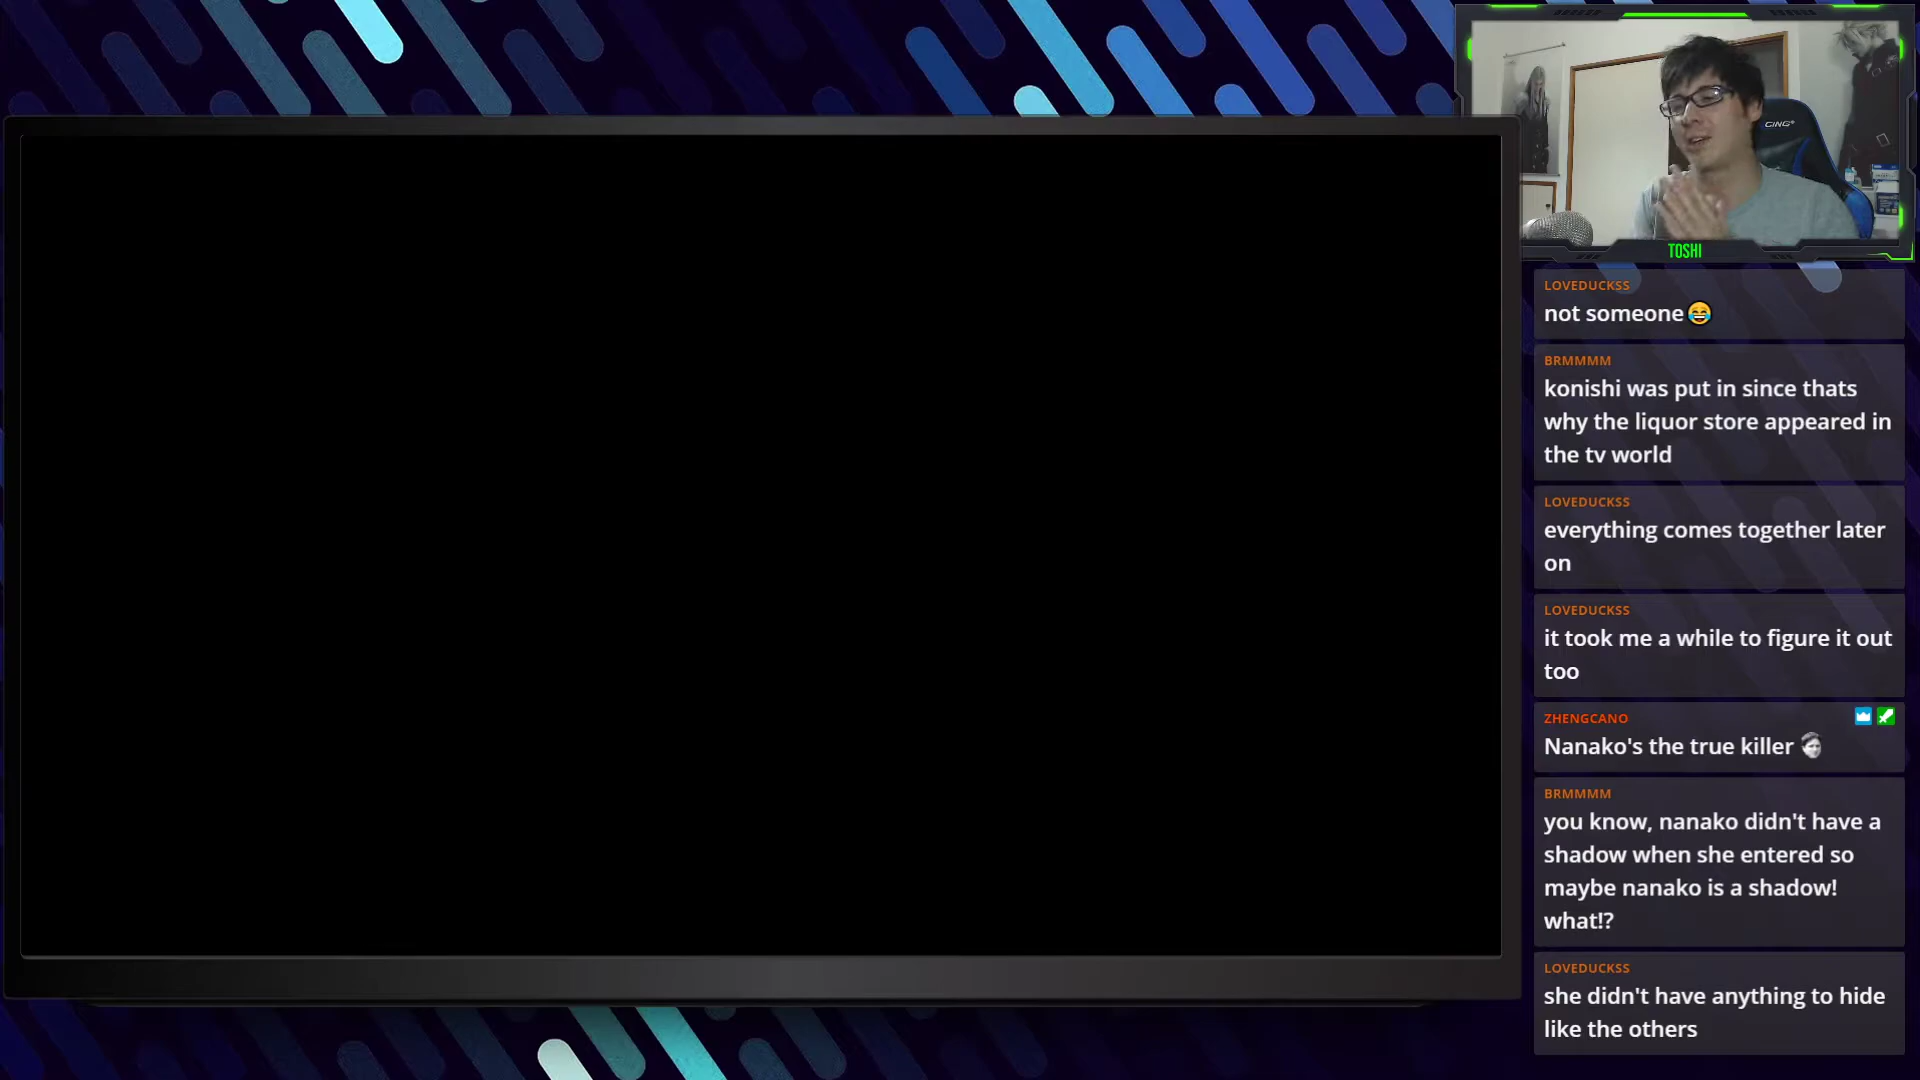 CING
TOSHI
LOVEDUCKSS
not someone😂
BRMMMM
konishi was put in since thats
why the liquor store appeared in
the tv world
LOVEDUCKSS
everything comes together later
on
LOVEDUCKSS
it took me a while to figure it out
too
ZHENGCANO
Nanako's the true killer
BRMMMM
you know, nanako didn't have a
shadow when she entered so
maybe nanako is a shadow!
what!?
LOVEDUCKSS
she didn't have anything to hide
like the others